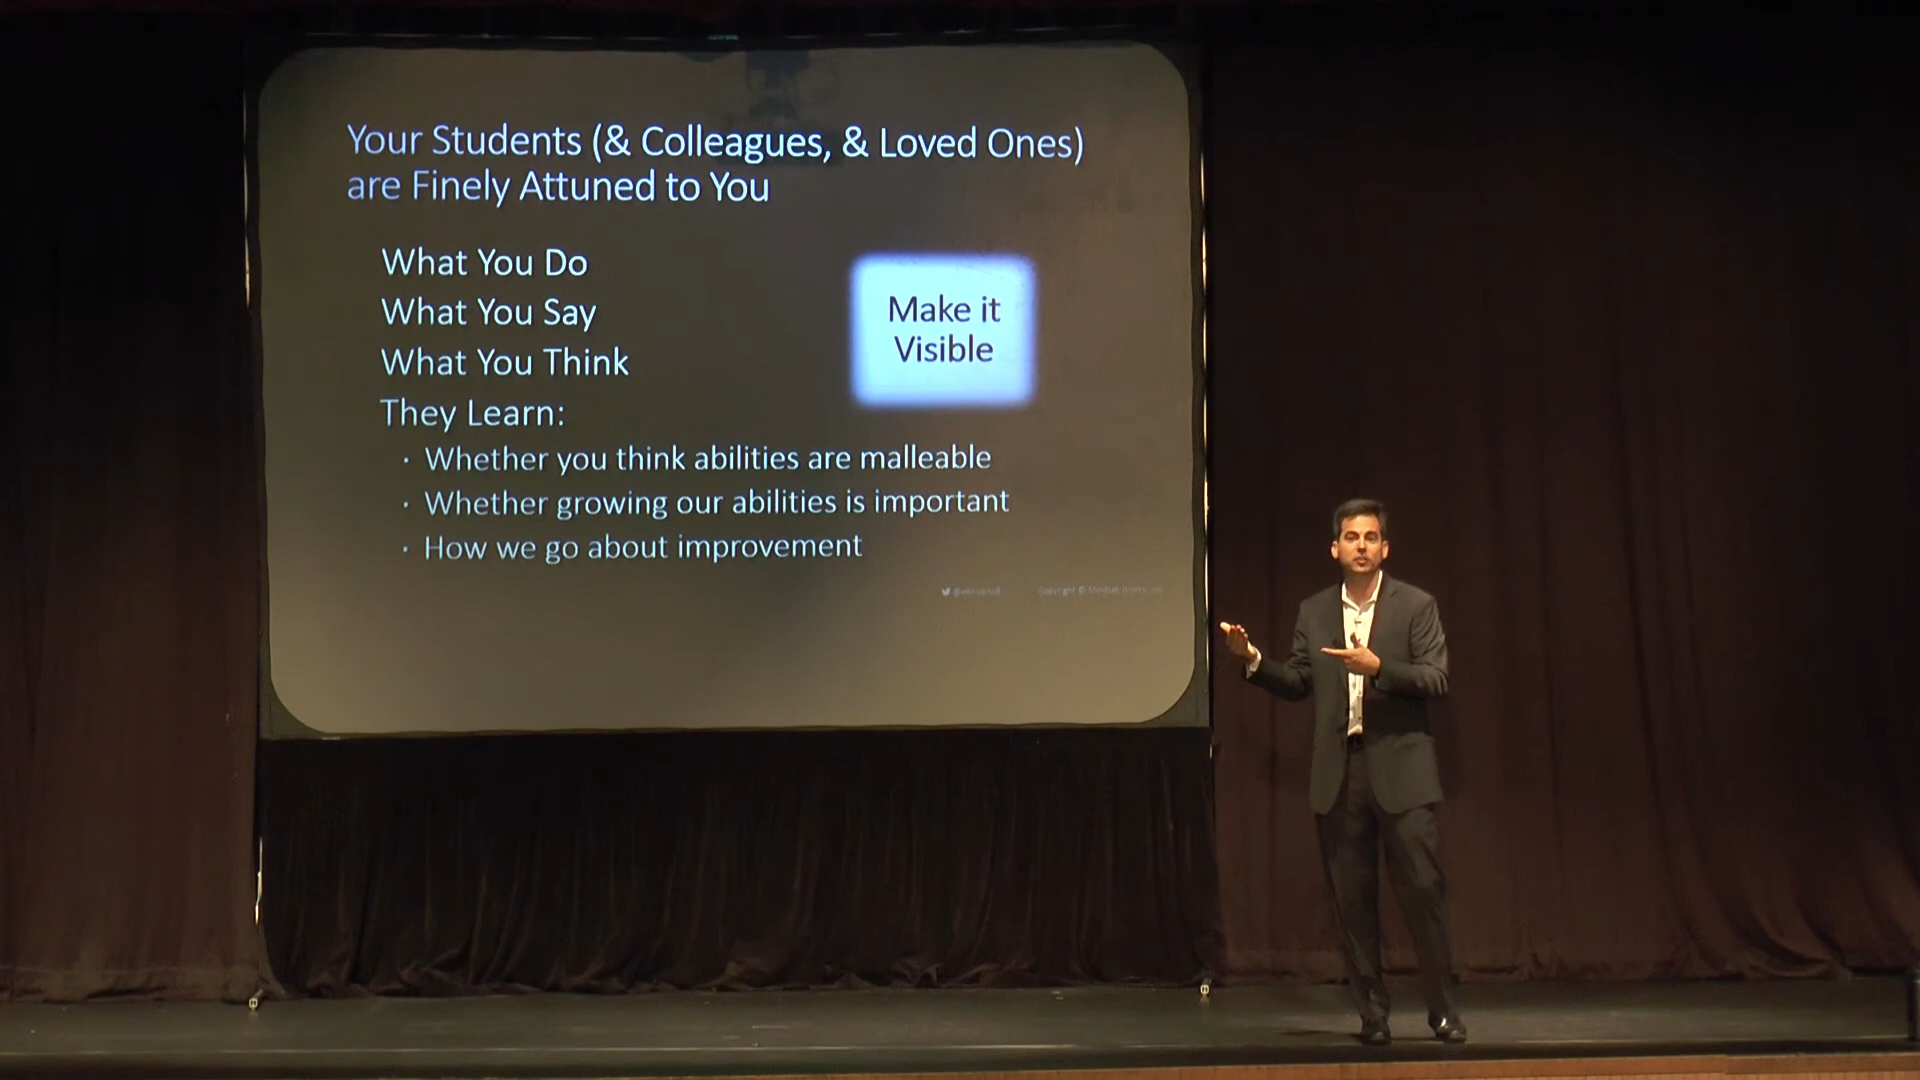 Your Students (& Colleagues, & Loved Ones)
are Finely Attuned to You
What You Do
What You Say
What You Think
They Learn:
· Whether you think abilities are malleable
· Whether growing our abilities is important
· How we go about improvement
Make it
Visible
Copyright ©